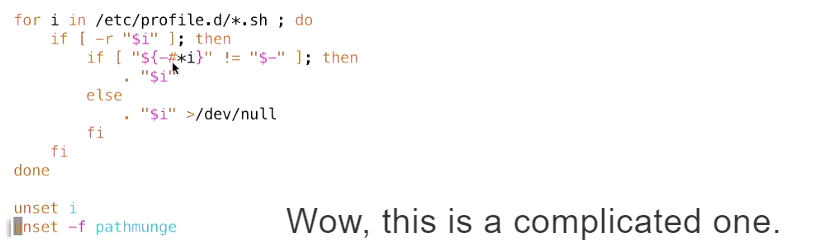 for i in /etc/profile.d/*.sh ; do
    if [ -r "$i" ]; then
        if [ "${-#*i}" != "$-" ]; then
            . "$i"
        else
            . "$i" >/dev/null
        fi
    fi
done

unset i
unset -f pathmunge
Wow, this is a complicated one.